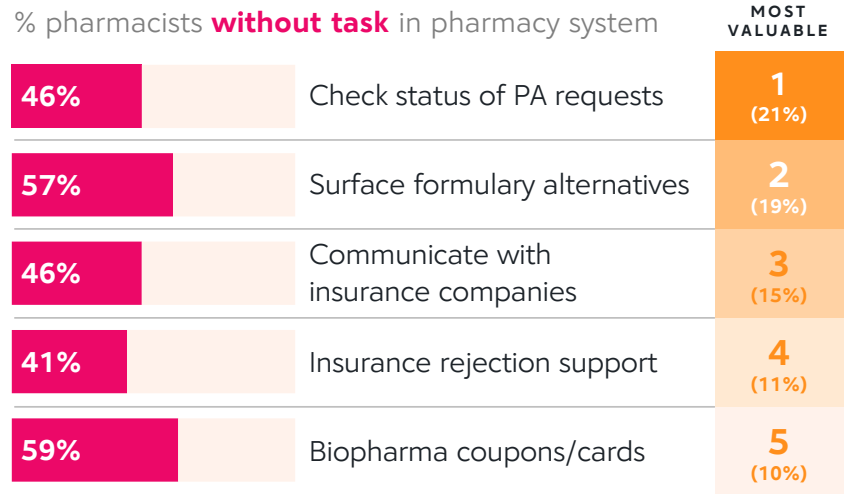 % pharmacists without task in pharmacy system
MOST
VALUABLE
46%
Check status of PA requests
1
(21%)
57%
Surface formulary alternatives
2
(19%)
46%
Communicate with
insurance companies
3
(15%)
41%
Insurance rejection support
4
(11%)
59%
Biopharma coupons/cards
5
(10%)